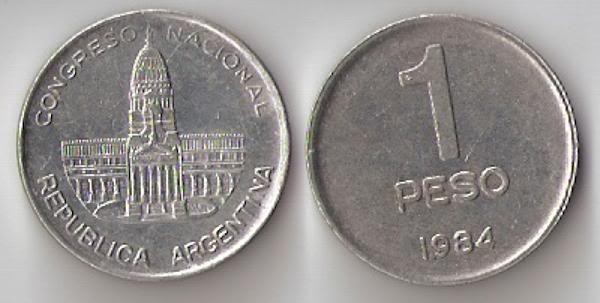 CONGRESO NACIONAL
REPUBLICA ARGENTINA
1
PESO
1984